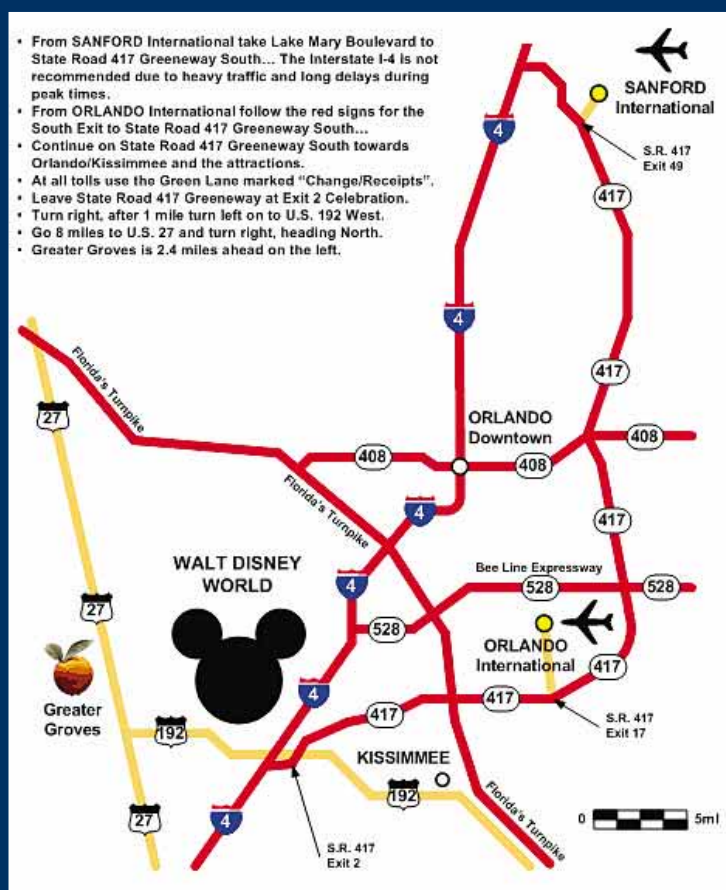 • From SANFORD International take Lake Mary Boulevard to
State Road 417 Greeneway South... The Interstate I-4 is not
recommended due to heavy traffic and long delays during
peak times.
• From ORLANDO International follow the red signs for the
South Exit to State Road 417 Greeneway South...
• Continue on State Road 417 Greeneway South towards
Orlando/Kissimmee and the attractions.
• At all tolls use the Green Lane marked “Change/Receipts”.
• Leave State Road 417 Greeneway at Exit 2 Celebration.
• Turn right, after 1 mile turn left on to U.S. 192 West.
• Go 8 miles to U.S. 27 and turn right, heading North.
• Greater Groves is 2.4 miles ahead on the left.
SANFORD
International
4
S.R. 417
Exit 49
417
4
417
Florida's Turnpike
27
ORLANDO
Downtown
408
408
408
Florida's Turnpike
4
417
WALT DISNEY
WORLD
Bee Line Expressway
4
528
528
27
528
ORLANDO
International
417
4
Greater
Groves
417
417
S.R. 417
Exit 17
192
KISSIMMEE
192
27
4
Florida's Turnpike
0
5ml
S.R. 417
Exit 2